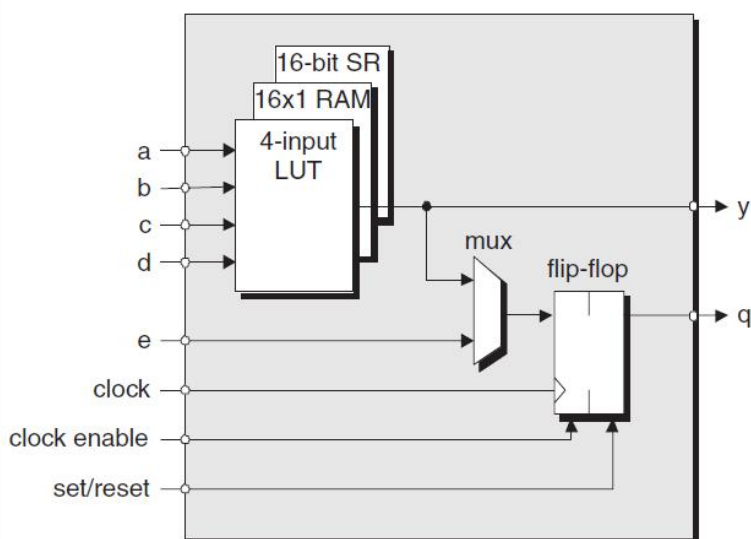 16-bit SR
16x1 RAM
4-input
LUT
a
b
c
d
y
mux
flip-flop
q
e
clock
clock enable
set/reset